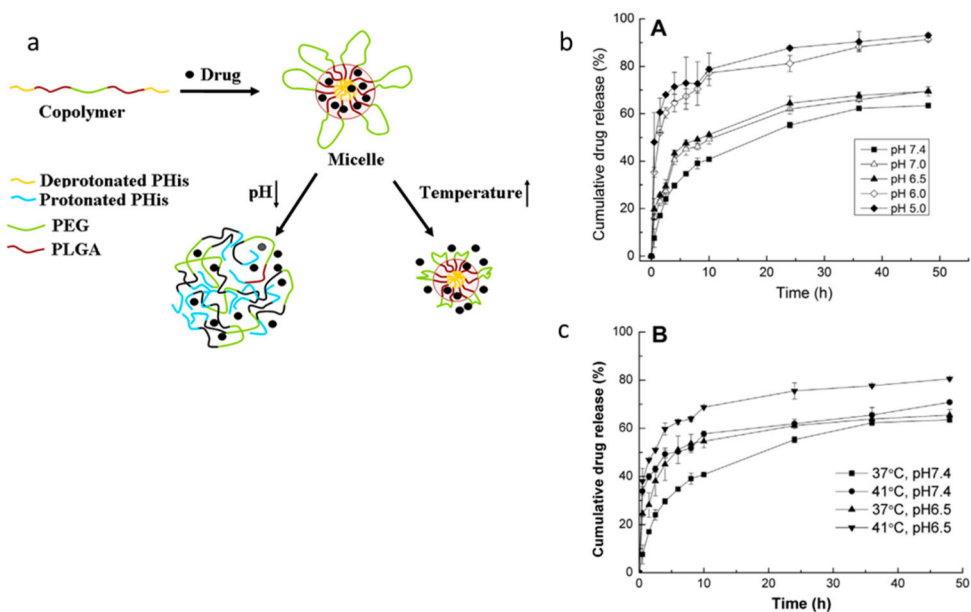 a
Drug
Copolymer
Micelle
Deprotonated PHis
Protonated PHis
PEG
PLGA
pH
Temperature
b
A
Cumulative drug release (%)
100
80
60
40
20
0
pH 7.4
pH 7.0
pH 6.5
pH 6.0
pH 5.0
0 10 20 30 40 50
Time (h)
c
B
Cumulative drug release (%)
100
80
60
40
20
0
37°C, pH7.4
41°C, pH7.4
37°C, pH6.5
41°C, pH6.5
0 10 20 30 40 50
Time (h)